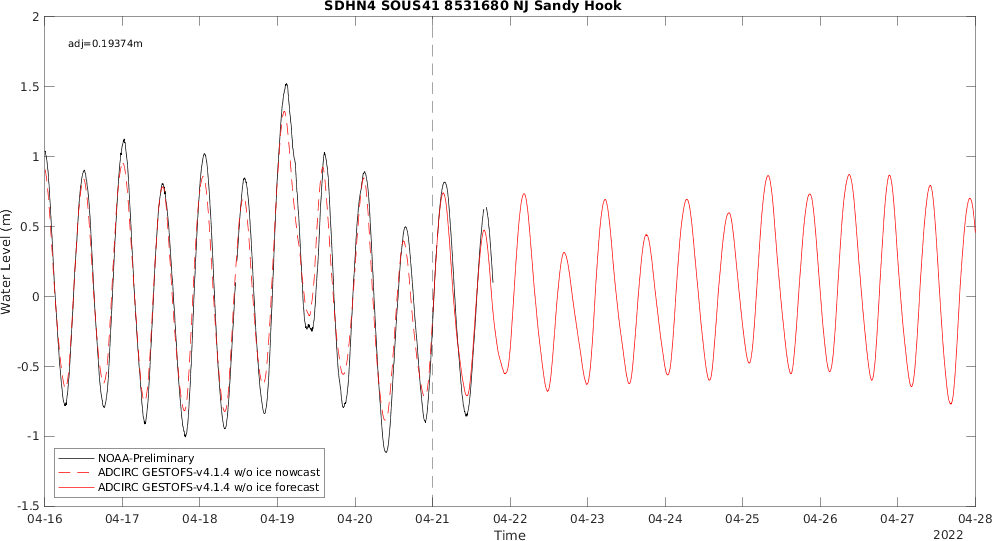 SDHN4 SOUS41 8531680 NJ Sandy Hook
adj=0.19374m
2
1.5
1
0.5
0
-0.5
-1
-1.5
Water Level (m)
NOAA-Preliminary
ADCIRC GESTOFS-v4.1.4 w/o ice nowcast
ADCIRC GESTOFS-v4.1.4 w/o ice forecast
04-16 04-17 04-18 04-19 04-20 04-21 04-22 04-23 04-24 04-25 04-26 04-27 04-28
Time
2022